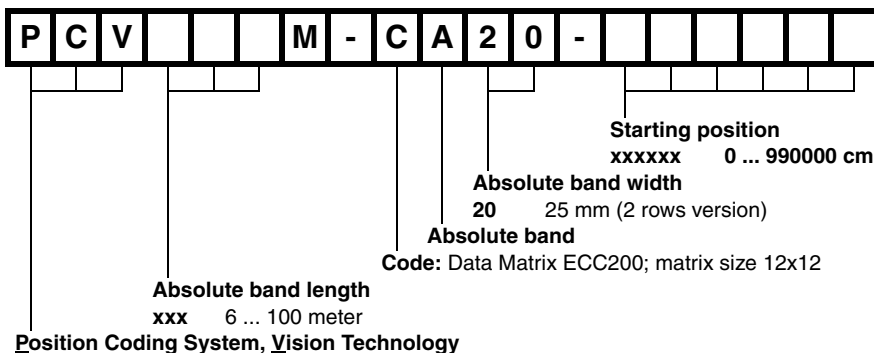 P C V M - C A 2 0 -
Starting position
xxxxxx 0 ... 990000 cm
Absolute band width
20 25 mm (2 rows version)
Absolute band
Code: Data Matrix ECC200; matrix size 12x12
Absolute band length
xxx 6 ... 100 meter
Position Coding System, Vision Technology